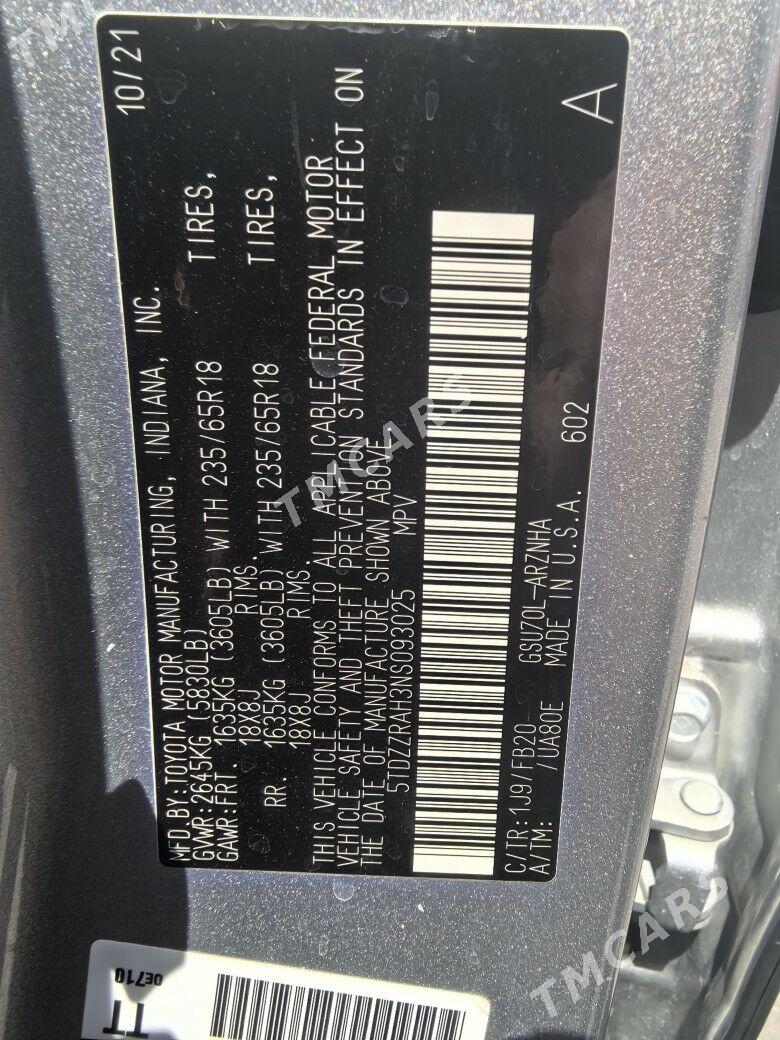 MFD.BY:TOYOTA MOTOR MANUFACTURING, INDIANA, INC. 10/21
GVWR:2645KG (5830LB)
GAWR:FRT. 1635KG (3605LB) WITH 235/65R18 TIRES,
18X8J RIMS.
RR. 1635KG (3605LB) WITH 235/65R18 TIRES,
18X8J RIMS.
THIS VEHICLE CONFORMS TO ALL APPLICABLE FEDERAL MOTOR
VEHICLE SAFETY AND THEFT PREVENTION STANDARDS IN EFFECT ON
THE DATE OF MANUFACTURE SHOWN ABOVE.
5TDZZRAH3NS093025 MPV
C/TR:1J9/FB20 GSU70L-ARZNHA
A/TM: /UA80E MADE IN U.S.A. 602
A
0E710
TT
TMCARS
TMCARS
TMCARS